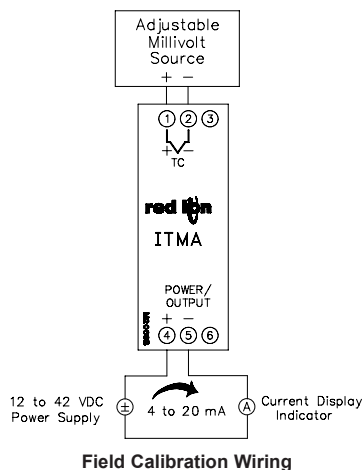 Adjustable
Millivolt
Source
+ −
1 2 3
+ −
TC
red lion
ITMA
POWER/
OUTPUT
+ −
4 5 6
12 to 42 VDC
Power Supply
±
4 to 20 mA
A
Current Display
Indicator
Field Calibration Wiring